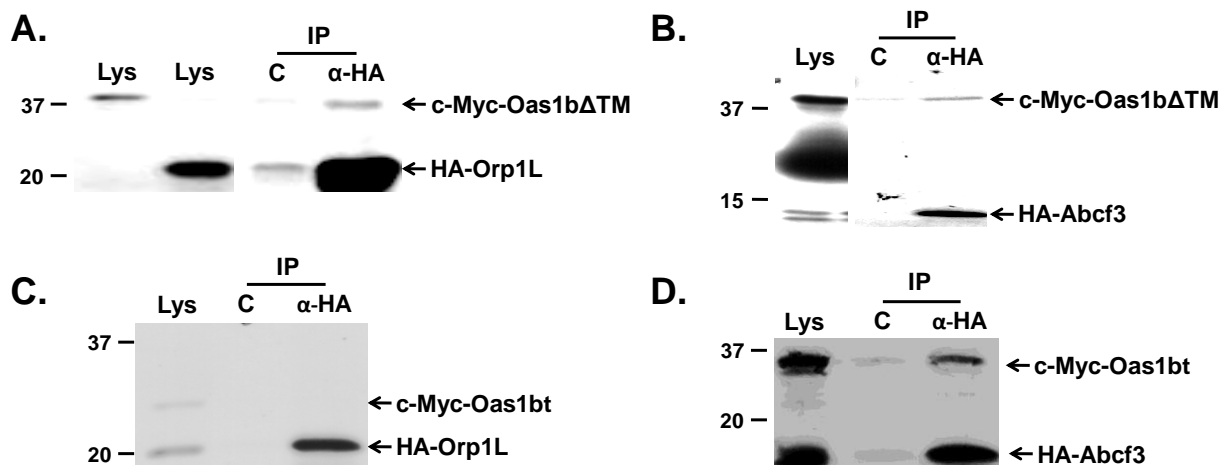 A.
IP
Lys Lys C α-HA
37
c-Myc-Oas1bΔTM
20
HA-Orp1L
B.
IP
Lys C α-HA
37
c-Myc-Oas1bΔTM
15
HA-Abcf3
C.
IP
Lys C α-HA
37
c-Myc-Oas1bt
20
HA-Orp1L
D.
IP
Lys C α-HA
37
c-Myc-Oas1bt
20
HA-Abcf3